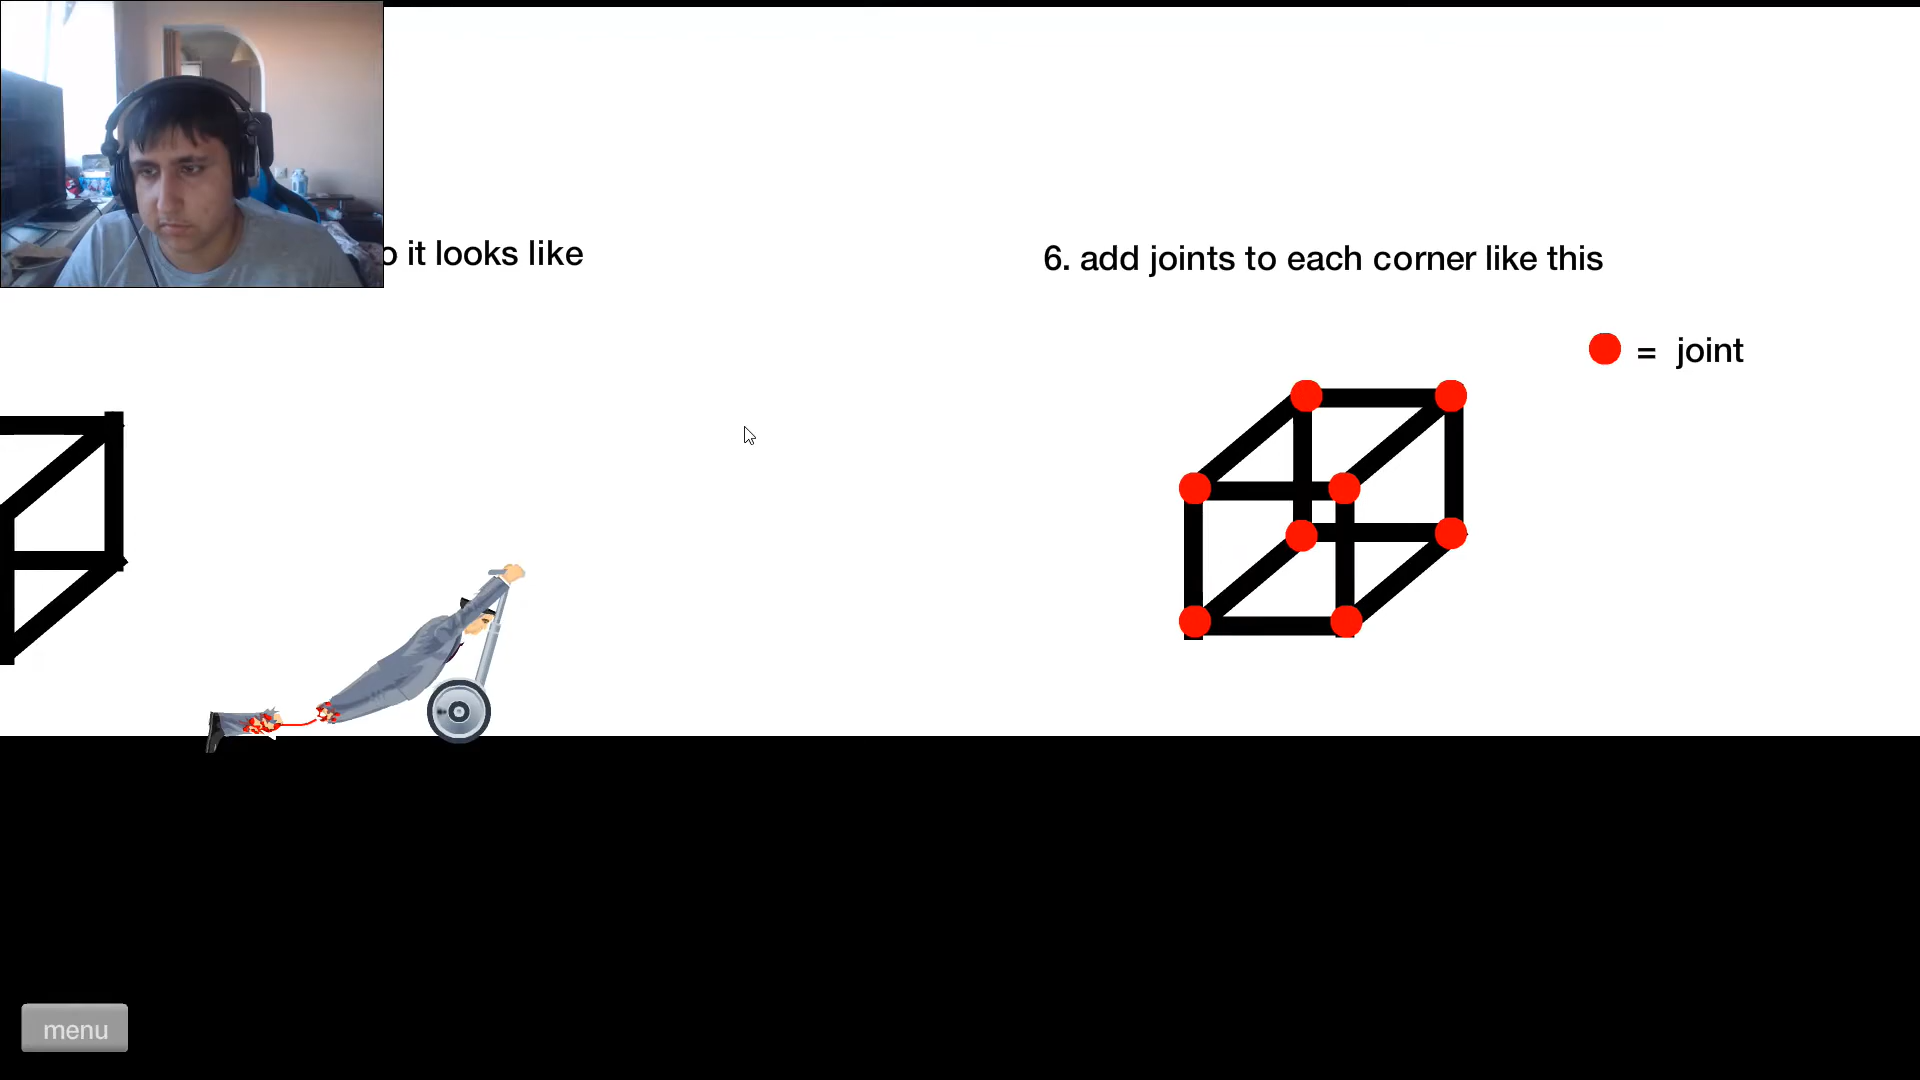 it looks like
6. add joints to each corner like this
= joint
menu